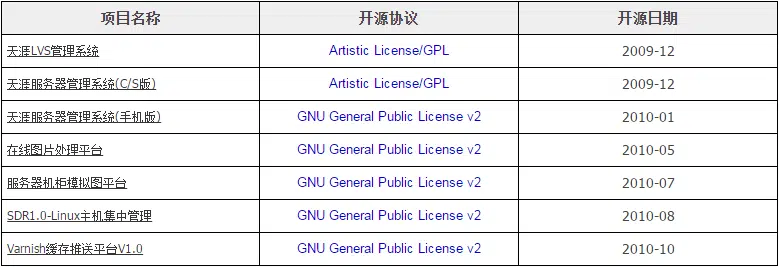 项目名称 开源协议 开源日期
天涯LVS管理系统 Artistic License/GPL 2009-12
天涯服务器管理系统(C/S版) Artistic License/GPL 2009-12
天涯服务器管理系统(手机版) GNU General Public License v2 2010-01
在线图片处理平台 GNU General Public License v2 2010-05
服务器机柜模拟图平台 GNU General Public License v2 2010-07
SDR1.0-Linux主机集中管理 GNU General Public License v2 2010-08
Varnish缓存推送平台V1.0 GNU General Public License v2 2010-10